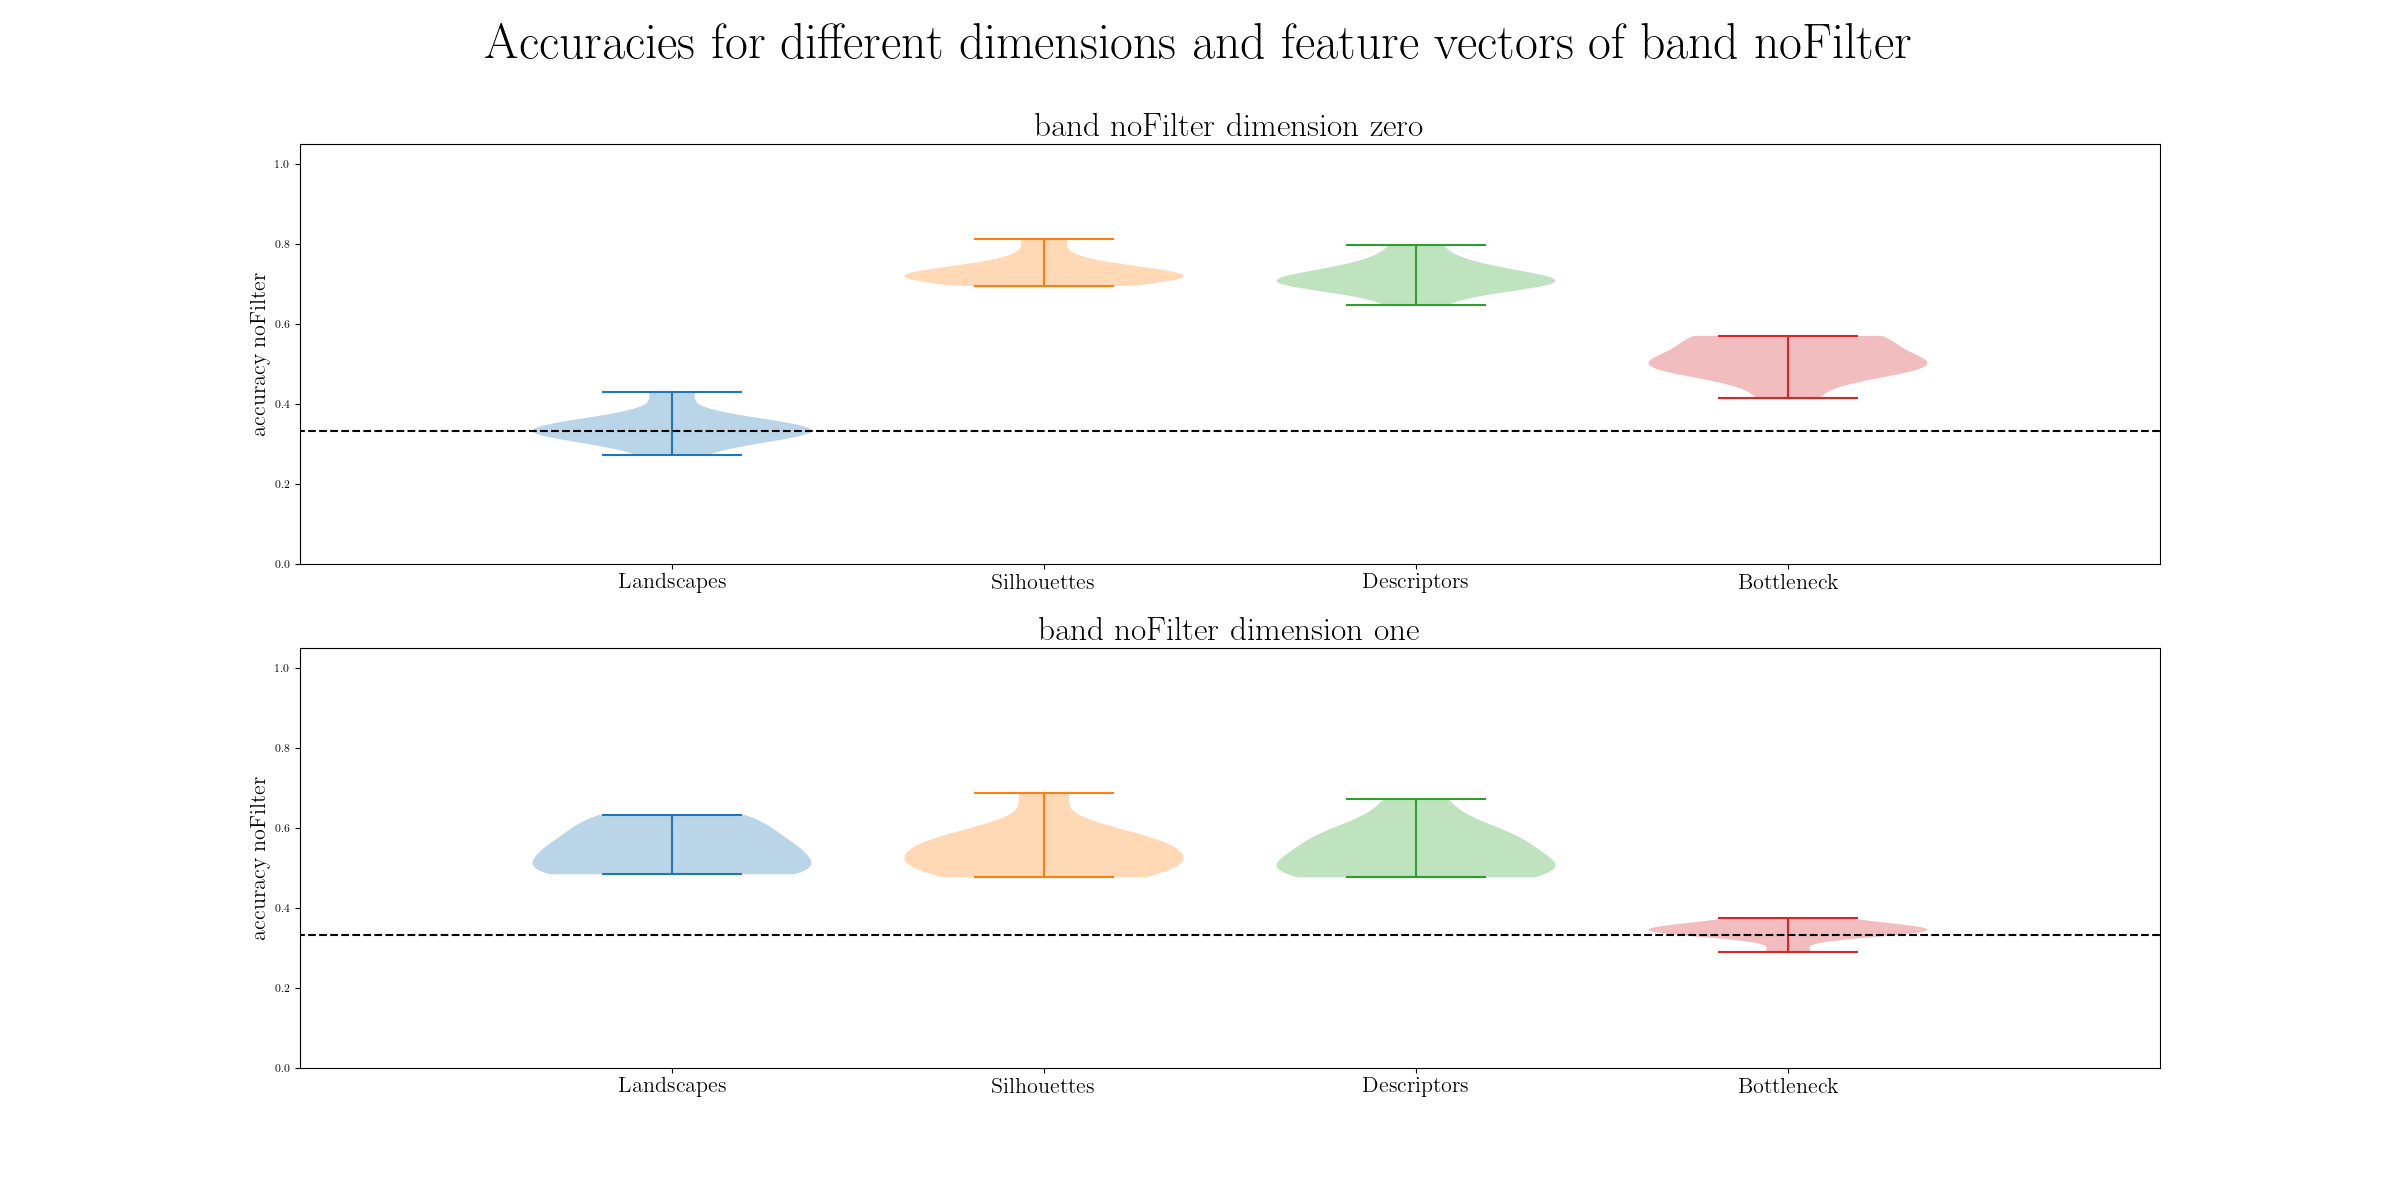 Accuracies for different dimensions and feature vectors of band noFilter
band noFilter dimension zero
accuracy noFilter
1.0
0.8
0.6
0.4
0.2
0.0
Landscapes Silhouettes Descriptors Bottleneck
band noFilter dimension one
accuracy noFilter
1.0
0.8
0.6
0.4
0.2
0.0
Landscapes Silhouettes Descriptors Bottleneck